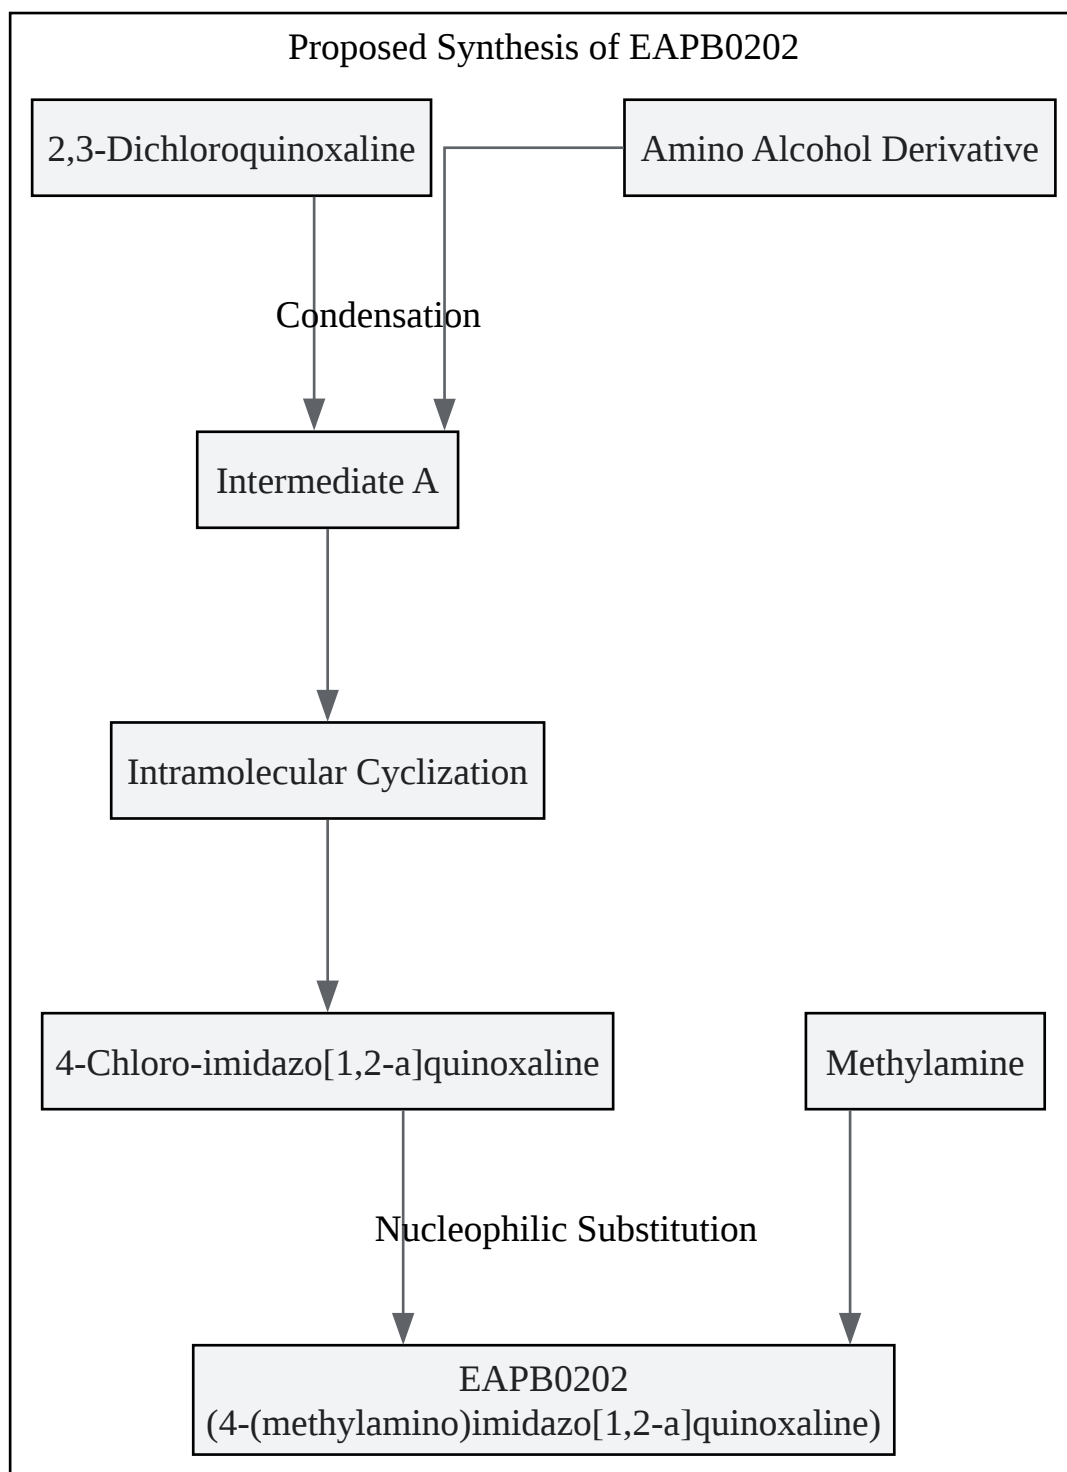 Proposed Synthesis of EAPB0202
2,3-Dichloroquinoxaline
Amino Alcohol Derivative
Condensation
Intermediate A
Intramolecular Cyclization
4-Chloro-imidazo[1,2-a]quinoxaline
Methylamine
Nucleophilic Substitution
EAPB0202
(4-(methylamino)imidazo[1,2-a]quinoxaline)